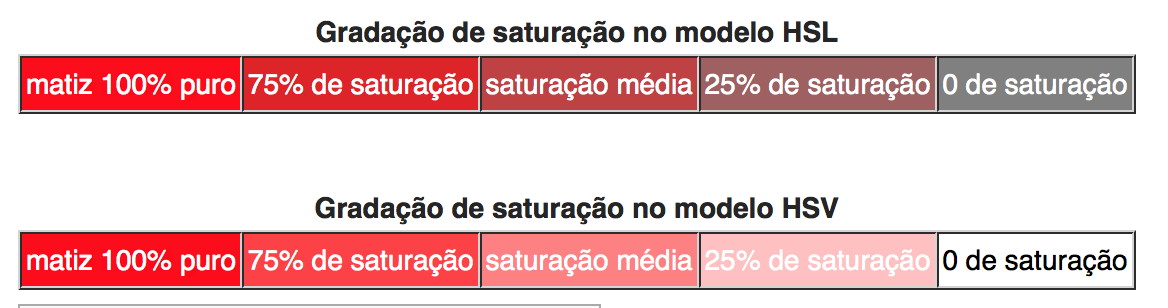 Gradação de saturação no modelo HSL
matiz 100% puro 75% de saturação saturação média 25% de saturação 0 de saturação
Gradação de saturação no modelo HSV
matiz 100% puro 75% de saturação saturação média 25% de saturação 0 de saturação